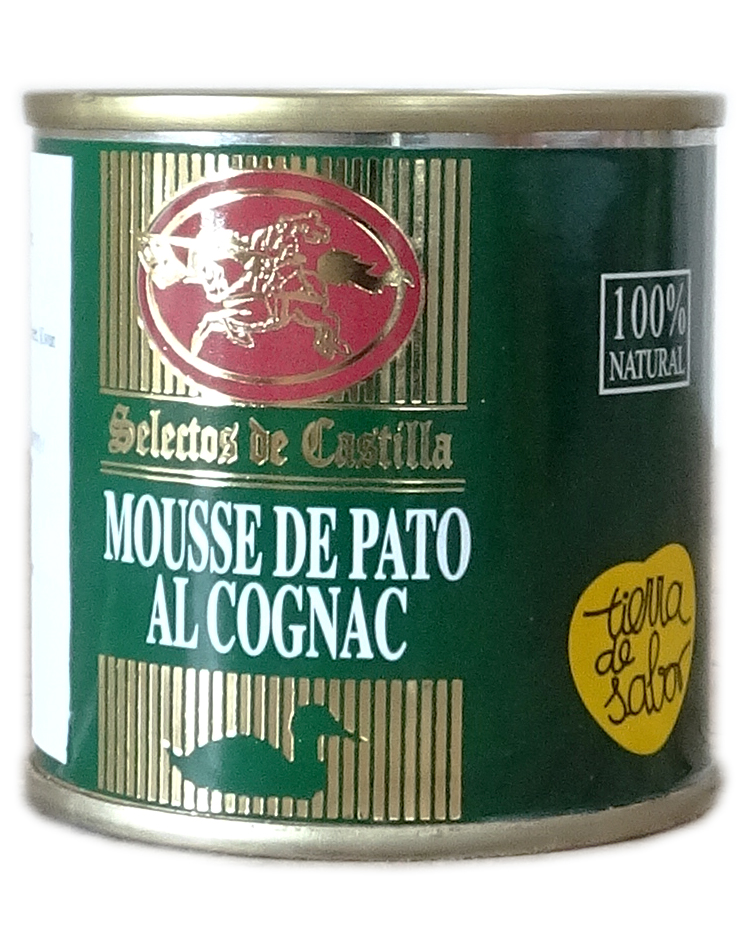 Selectos de Castilla
MOUSSE DE PATO
AL COGNAC
100%
NATURAL
tierra
de
sabor